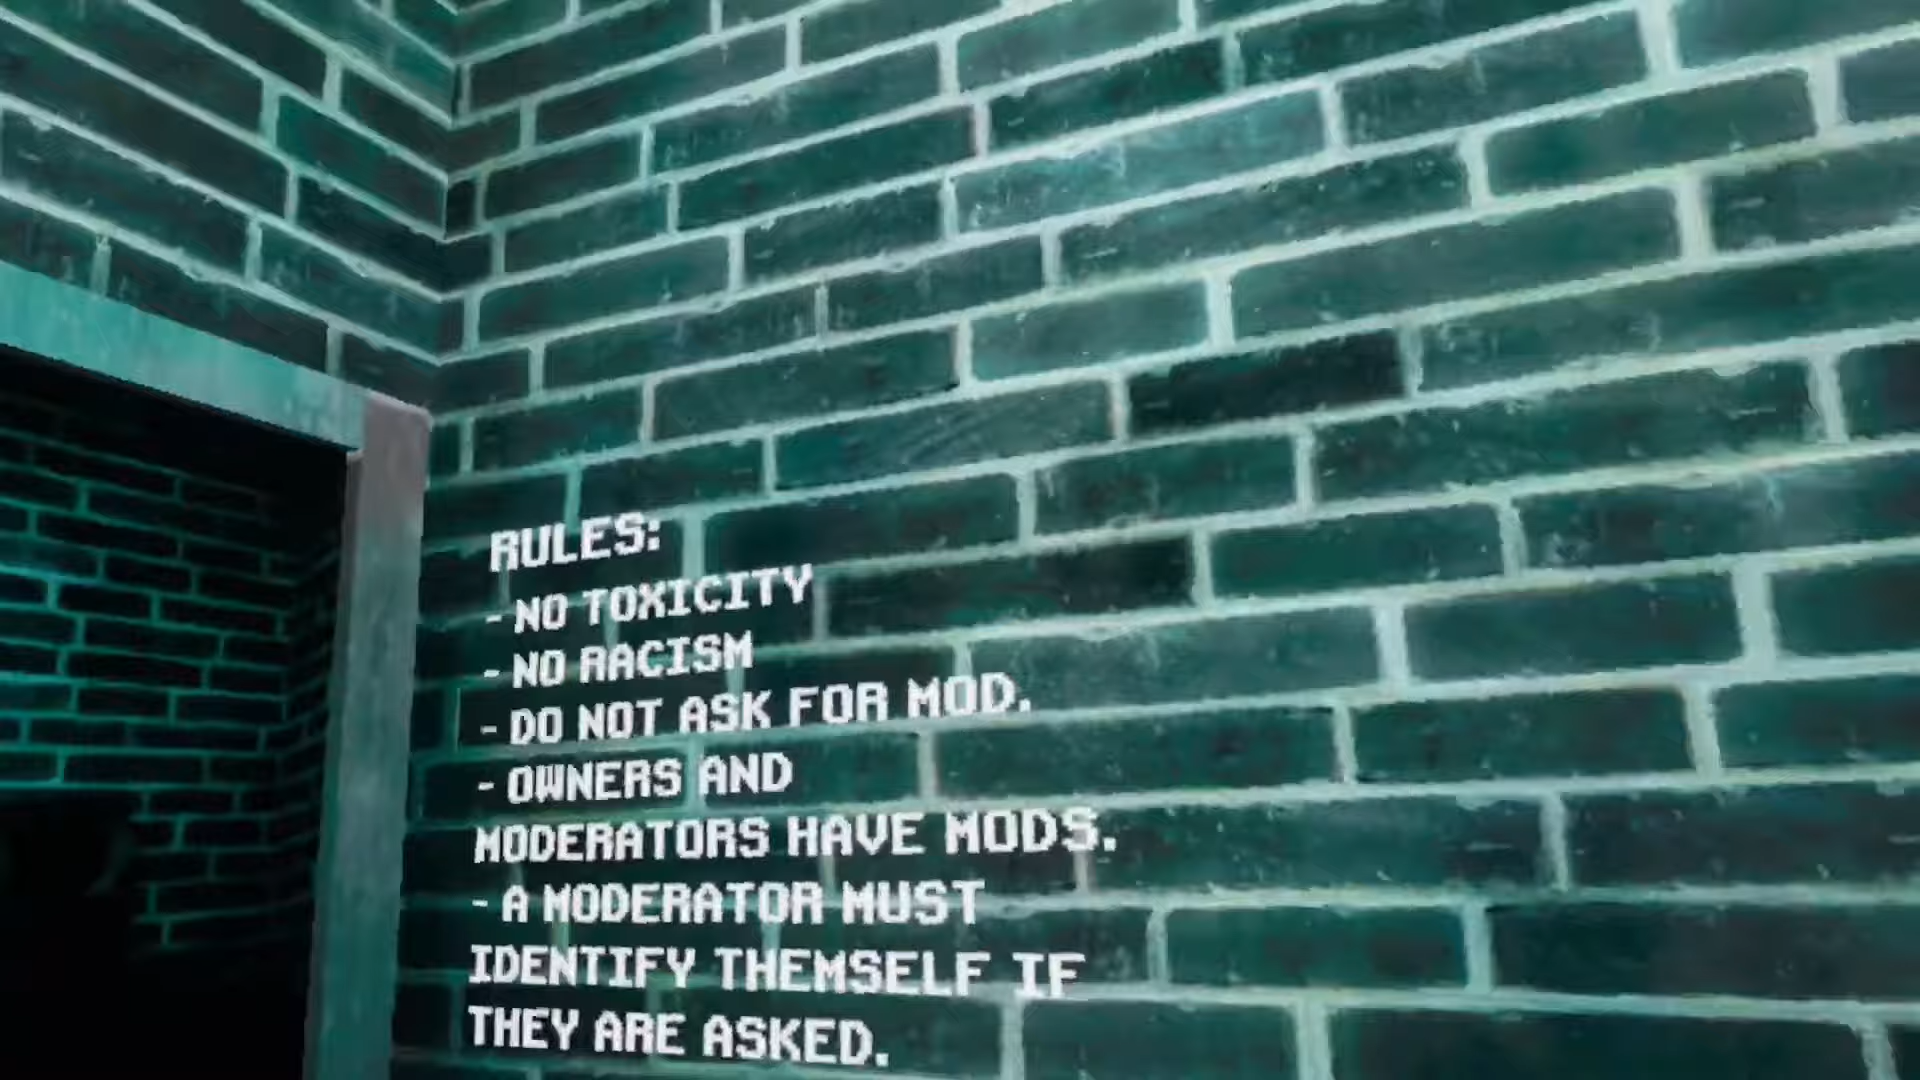 RULES:
- NO TOXICITY
- NO RACISM
- DO NOT ASK FOR MOD.
- OWNERS AND
MODERATORS HAVE MODS.
- A MODERATOR MUST
IDENTIFY THEMSELF IF
THEY ARE ASKED.